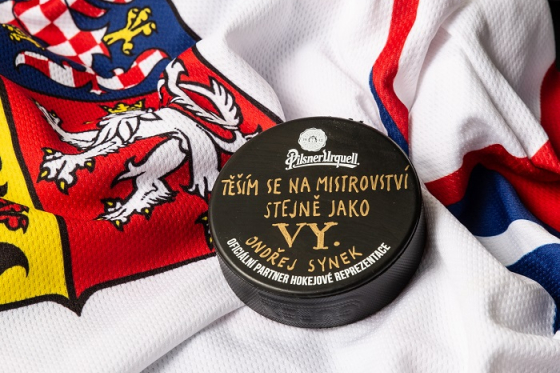 Pilsner Urquell
TĚŠÍM SE NA MISTROVSTVÍ
STEJNĚ JAKO
VY.
ONDŘEJ SYNEK
OFICIÁLNÍ PARTNER HOKEJOVÉ REPREZENTACE